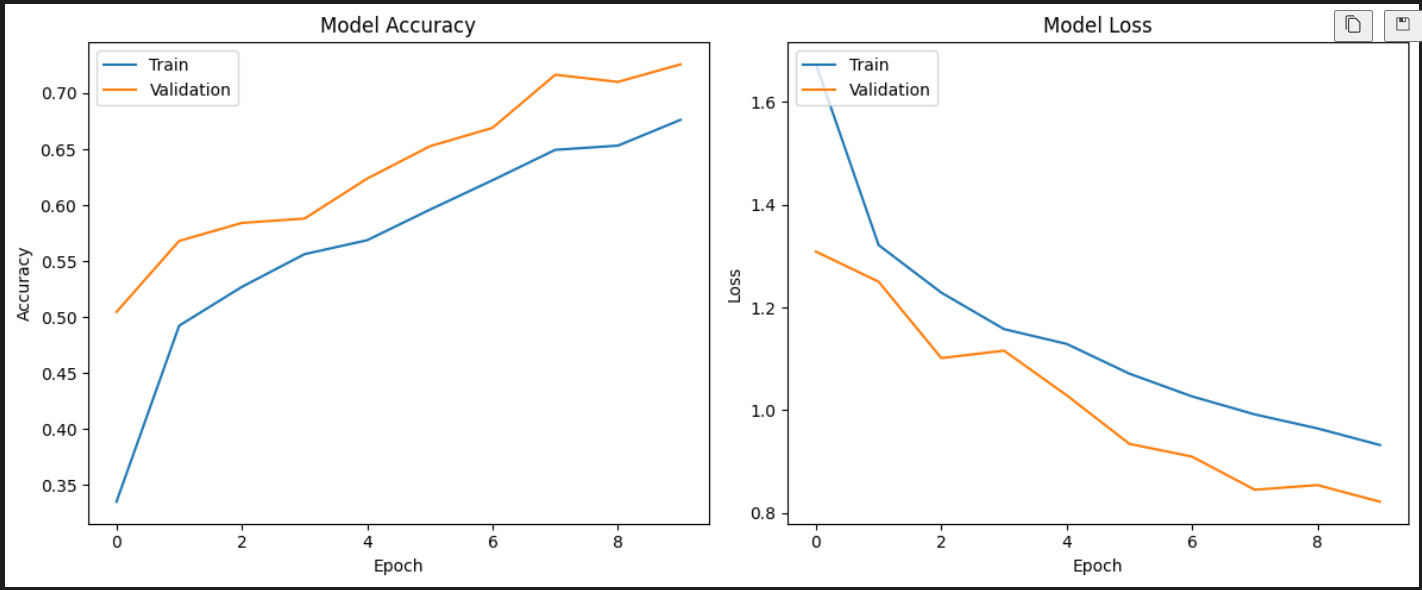 Model Accuracy
Train
Validation
0.70
0.65
0.60
0.55
0.50
0.45
0.40
0.35
Accuracy
0 2 4 6 8
Epoch
Model Loss
Train
Validation
1.6
1.4
1.2
1.0
0.8
Loss
0 2 4 6 8
Epoch